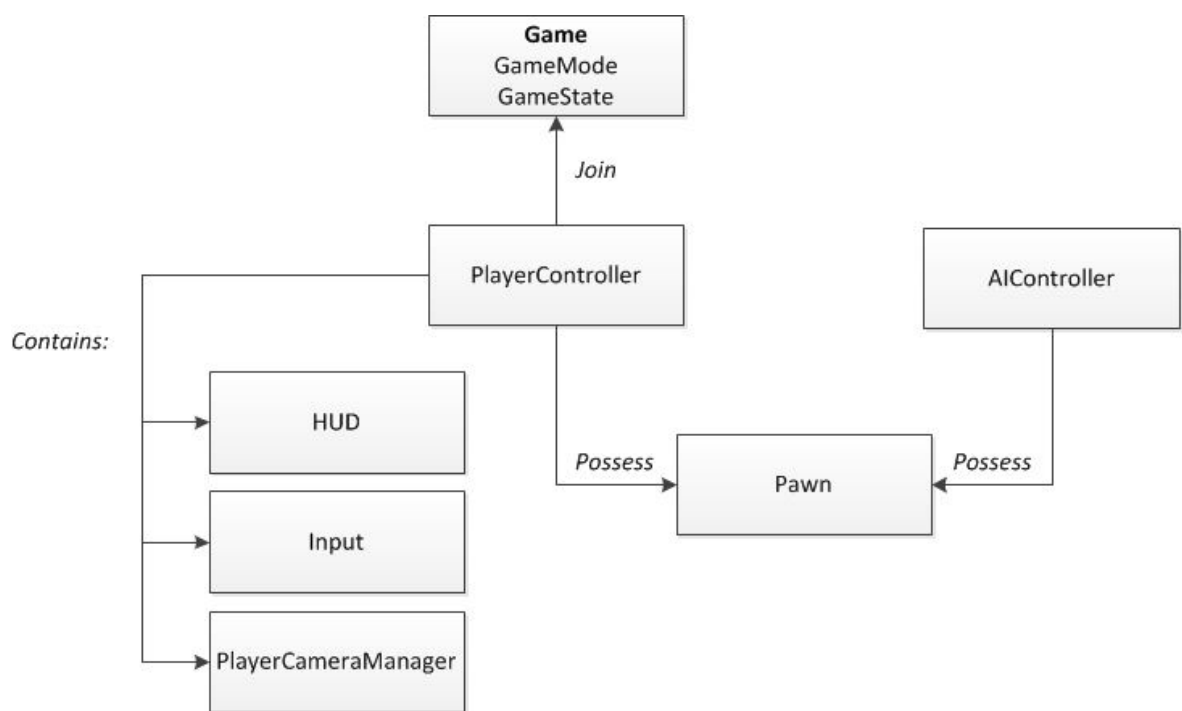 Game
GameMode
GameState
Join
PlayerController
AIController
Contains:
HUD
Possess
Possess
Pawn
Input
PlayerCameraManager